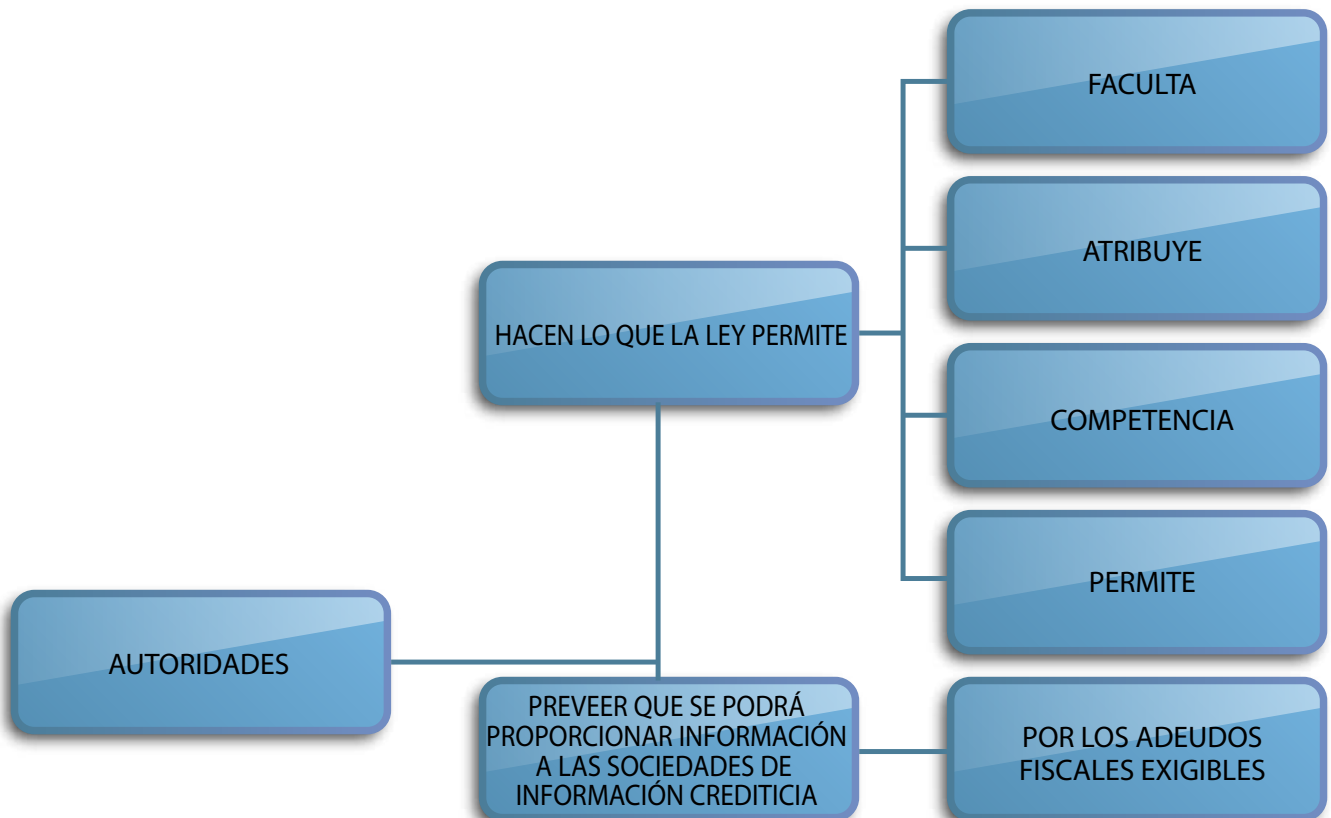 AUTORIDADES
HACEN LO QUE LA LEY PERMITE
FACULTA
ATRIBUYE
COMPETENCIA
PERMITE
PREVEER QUE SE PODRÁ
PROPORCIONAR INFORMACIÓN
A LAS SOCIEDADES DE
INFORMACIÓN CREDITICIA
POR LOS ADEUDOS
FISCALES EXIGIBLES